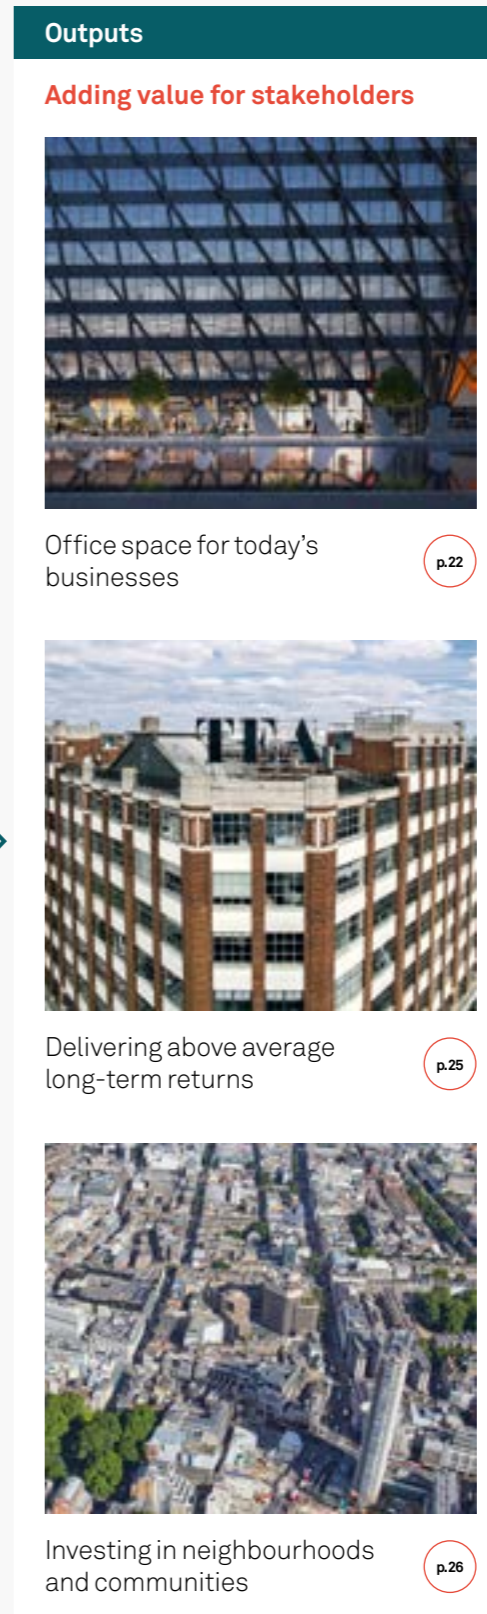 Outputs
Adding value for stakeholders
Office space for today's
businesses
p.22
TEA
Delivering above average
long-term returns
p.25
Investing in neighbourhoods
and communities
p.26